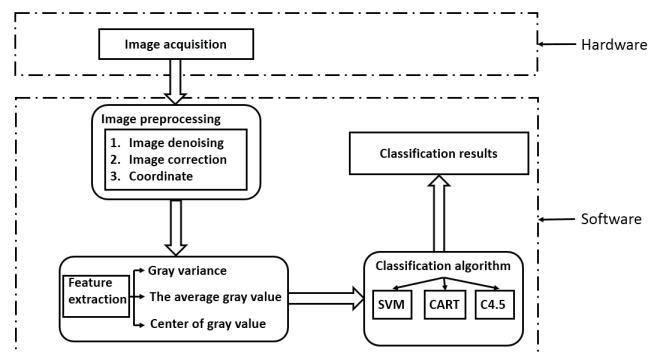 Image acquisition
Hardware
Image preprocessing
1. Image denoising
2. Image correction
3. Coordinate
Classification results
Software
Feature
extraction
Gray variance
The average gray value
Center of gray value
Classification algorithm
SVM
CART
C4.5